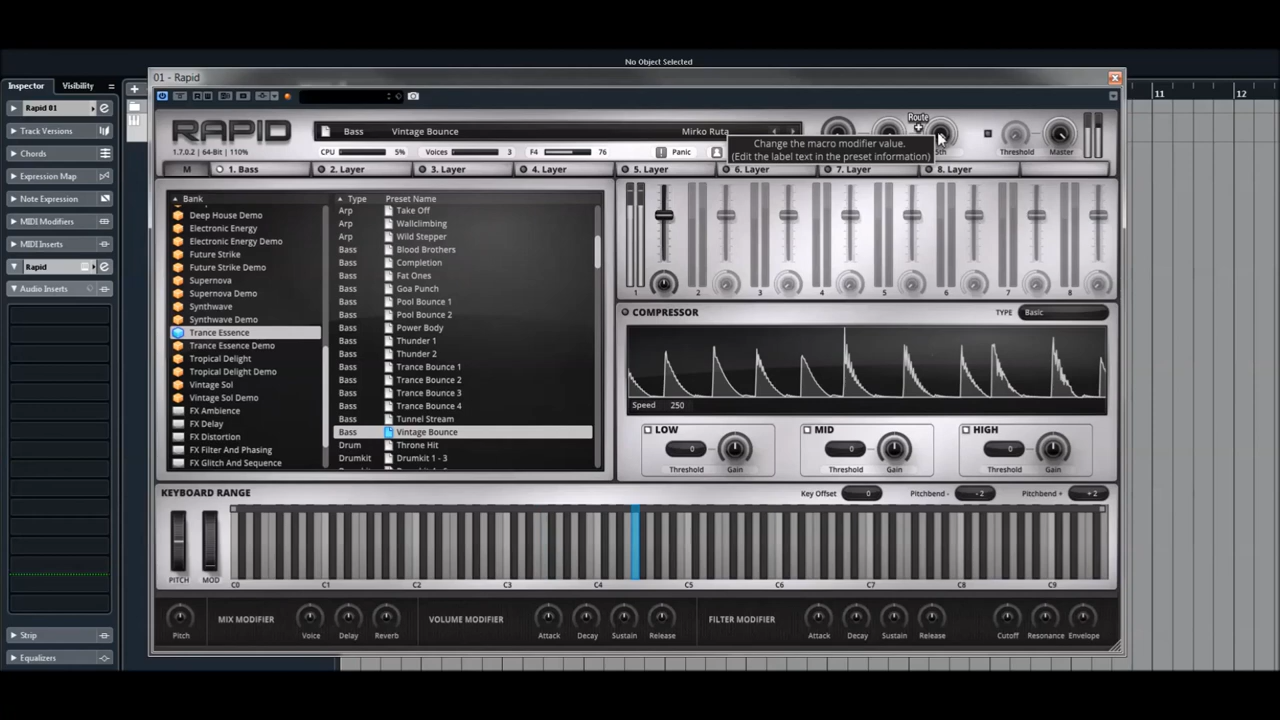 No Object Selected
Inspector
Visibility
01 - Rapid
11
12
Rapid 01
Track Versions
Chords
Expression Map
Note Expression
MIDI Modifiers
MIDI Inserts
Rapid
Audio Inserts
Strip
Equalizers
RAPID
1.7.0.2 | 64-Bit | 110%
Bass
Vintage Bounce
Mirko Ruta
CPU
5%
Voices
3
F4
76
Panic
Route
Change the macro modifier value.
(Edit the label text in the preset information)
Threshold
Master
M
1. Bass
2. Layer
3. Layer
4. Layer
5. Layer
6. Layer
7. Layer
8. Layer
Bank
Type
Preset Name
Deep House Demo
Electronic Energy
Electronic Energy Demo
Future Strike
Future Strike Demo
Supernova
Supernova Demo
Synthwave
Synthwave Demo
Trance Essence
Trance Essence Demo
Tropical Delight
Tropical Delight Demo
Vintage Sol
Vintage Sol Demo
FX Ambience
FX Delay
FX Distortion
FX Filter And Phasing
FX Glitch And Sequence
Arp Take Off
Arp Wallclimbing
Arp Wild Stepper
Bass Blood Brothers
Bass Completion
Bass Fat Ones
Bass Goa Punch
Bass Pool Bounce 1
Bass Pool Bounce 2
Bass Power Body
Bass Thunder 1
Bass Thunder 2
Bass Trance Bounce 1
Bass Trance Bounce 2
Bass Trance Bounce 3
Bass Trance Bounce 4
Bass Tunnel Stream
Bass Vintage Bounce
Drum Throne Hit
Drumkit Drumkit 1 - 3
1
2
3
4
5
6
7
8
COMPRESSOR
TYPE
Basic
Speed 250
LOW
0
Threshold
Gain
MID
0
Threshold
Gain
HIGH
0
Threshold
Gain
KEYBOARD RANGE
Key Offset
0
Pitchbend -
- 2
Pitchbend +
+ 2
PITCH
MOD
C0
C1
C2
C3
C4
C5
C6
C7
C8
C9
Pitch
MIX MODIFIER
Voice
Delay
Reverb
VOLUME MODIFIER
Attack
Decay
Sustain
Release
FILTER MODIFIER
Attack
Decay
Sustain
Release
Cutoff
Resonance
Envelope